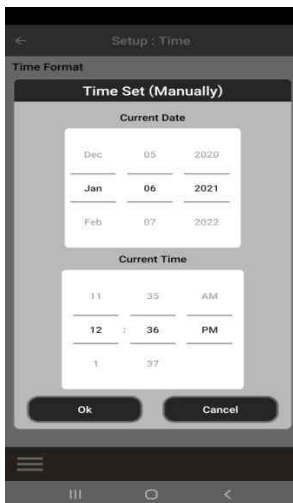 Setup : Time
Time Format
Time Set (Manually)
Current Date
Dec 05 2020
Jan 06 2021
Feb 07 2022
Current Time
11 35 AM
12 : 36 PM
1 37
Ok Cancel